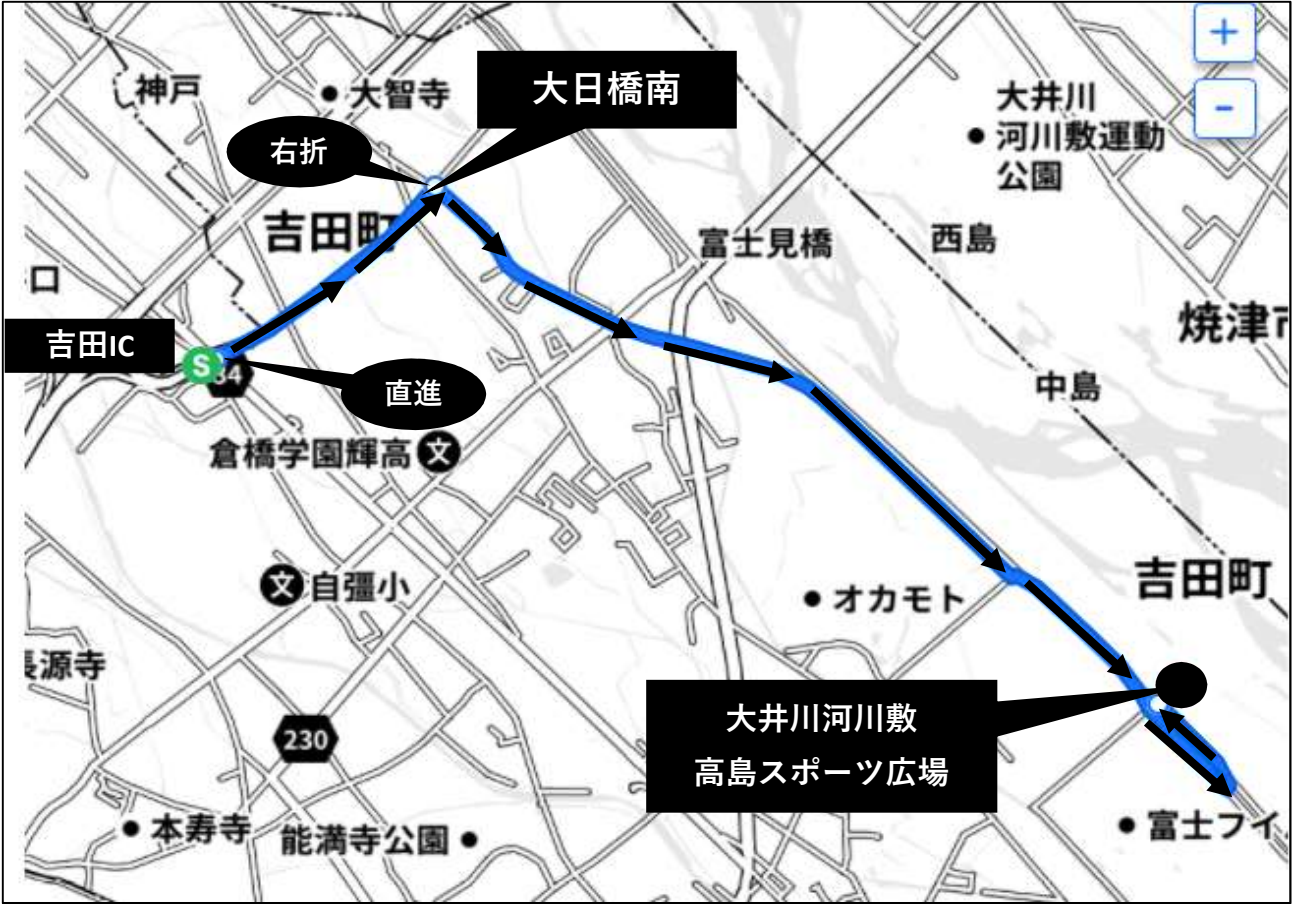 神戸
大智寺
大日橋南
大井川
河川敷運動
公園
右折
吉田町
富士見橋
西島
口
焼津市
吉田IC
S
34
直進
中島
倉橋学園輝高
文
文
自彊小
オカモト
吉田町
長源寺
大井川河川敷
高島スポーツ広場
230
本寿寺
能満寺公園
富士フイ
+
-